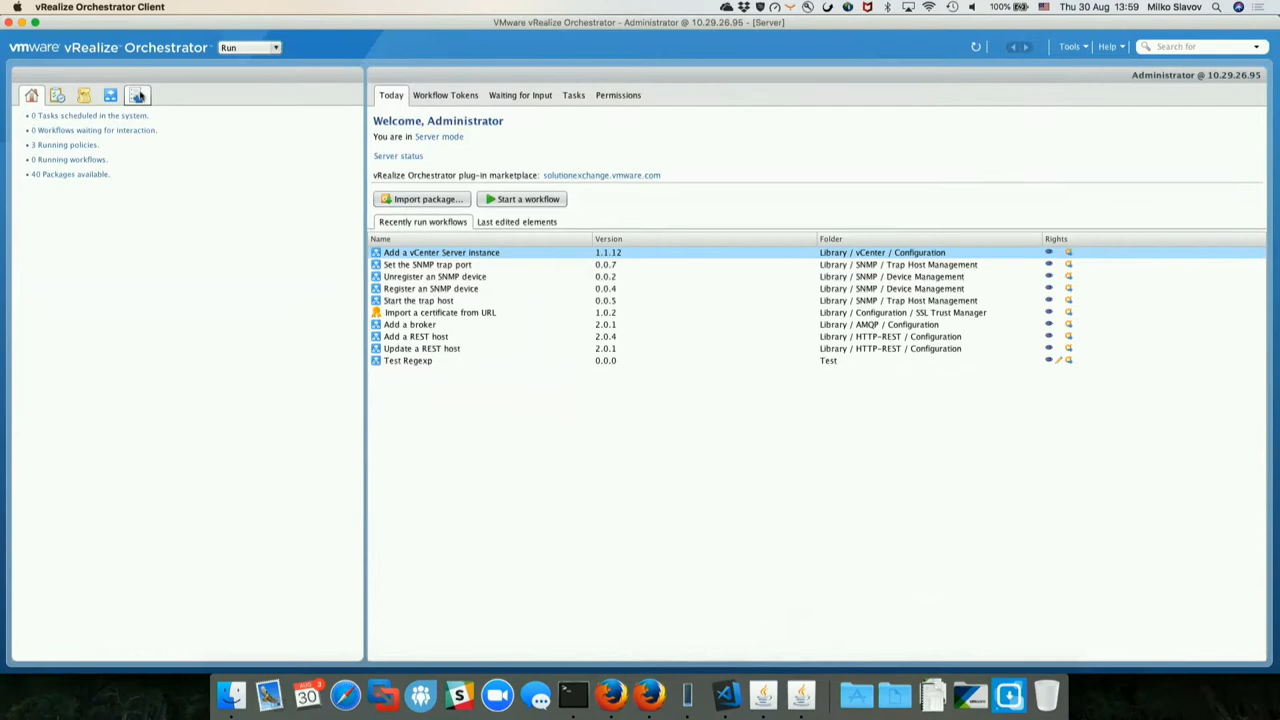 vRealize Orchestrator Client
100%
Thu 30 Aug 13:59 Milko Slavov
VMware vRealize Orchestrator - Administrator @ 10.29.26.95 - [Server]
vmware vRealize Orchestrator
Run
Tools
Help
Search for
Administrator @ 10.29.26.95
• 0 Tasks scheduled in the system.
• 0 Workflows waiting for interaction.
• 3 Running policies.
• 0 Running workflows.
• 40 Packages available.
Today Workflow Tokens Waiting for Input Tasks Permissions
Welcome, Administrator
You are in Server mode
Server status
vRealize Orchestrator plug-in marketplace: solutionexchange.vmware.com
Import package... Start a workflow
Recently run workflows Last edited elements
Name Version Folder Rights
Add a vCenter Server instance 1.1.12 Library / vCenter / Configuration
Set the SNMP trap port 0.0.7 Library / SNMP / Trap Host Management
Unregister an SNMP device 0.0.2 Library / SNMP / Device Management
Register an SNMP device 0.0.4 Library / SNMP / Device Management
Start the trap host 0.0.5 Library / SNMP / Trap Host Management
Import a certificate from URL 1.0.2 Library / Configuration / SSL Trust Manager
Add a broker 2.0.1 Library / AMQP / Configuration
Add a REST host 2.0.4 Library / HTTP-REST / Configuration
Update a REST host 2.0.1 Library / HTTP-REST / Configuration
Test Regexp 0.0.0 Test
AUG
30